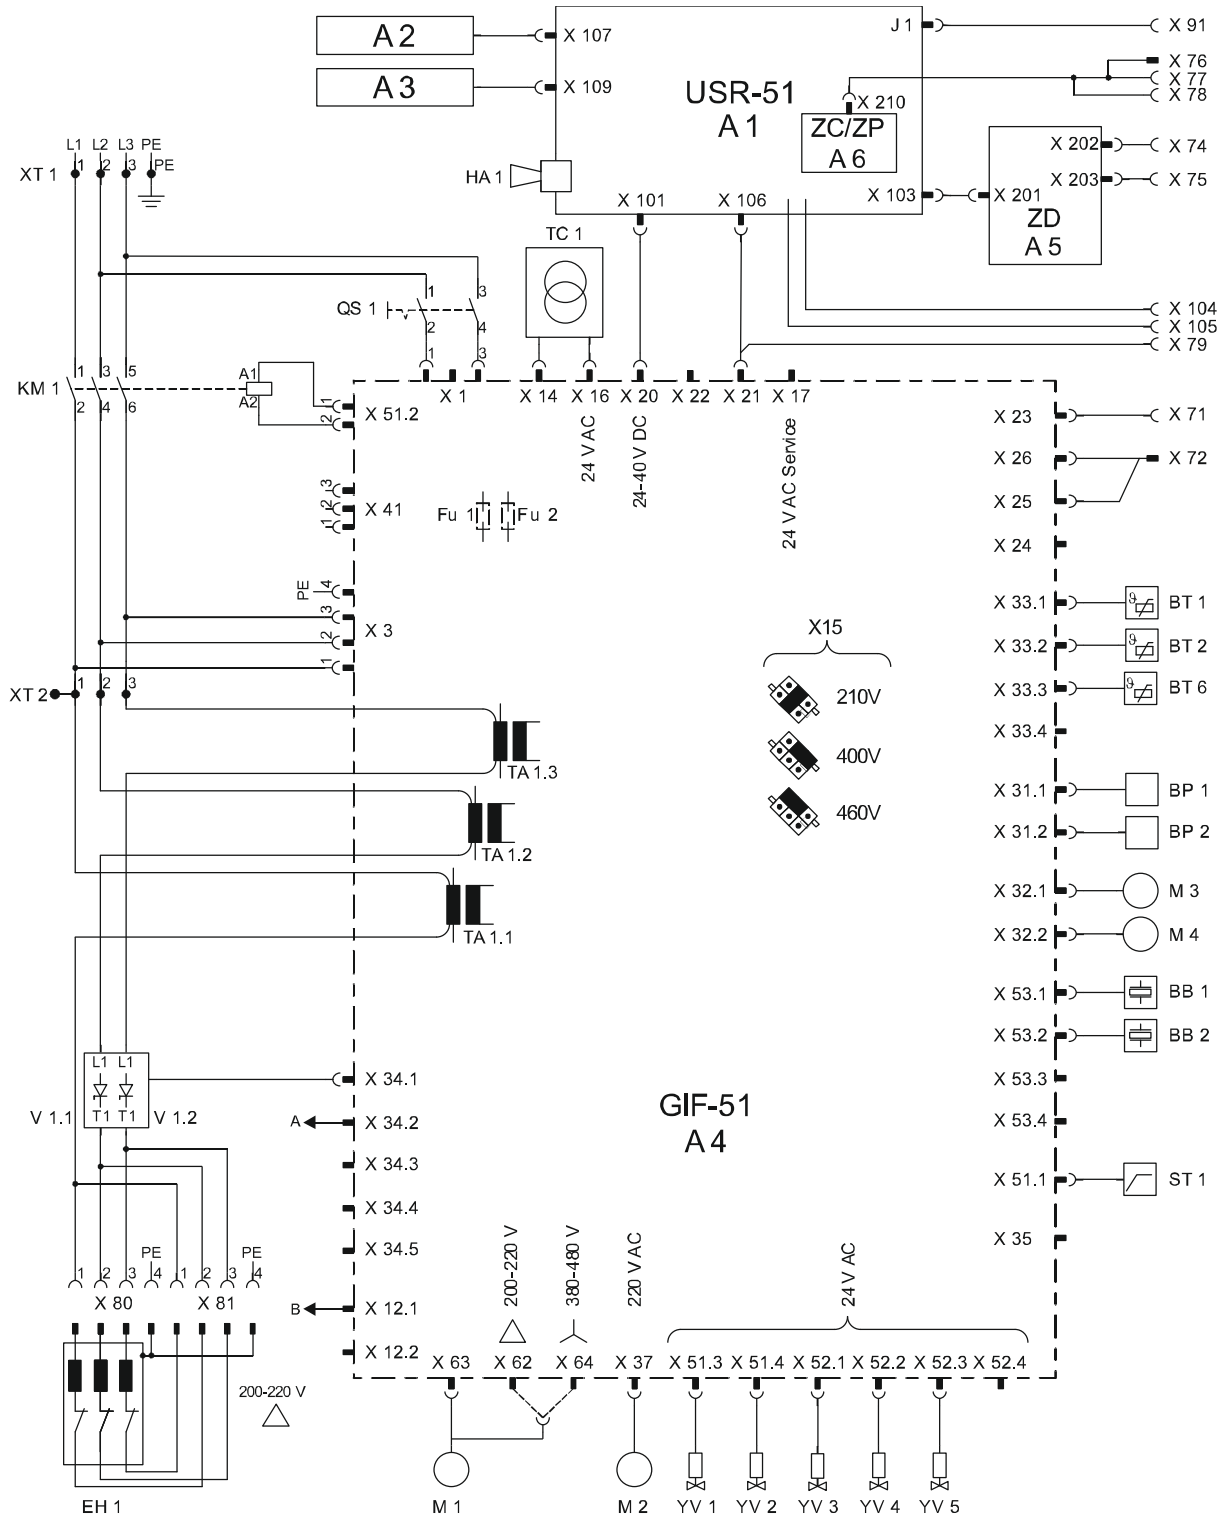 A 2
X 107
J 1
X 91
X 76
X 77
X 78
A 3
X 109
USR-51
A 1
X 210
ZC/ZP
A 6
L1 L2 L3 PE
XT 1
1 2 3 PE
HA 1
X 101
X 106
X 103
X 201
X 202
X 74
X 203
X 75
ZD
A 5
TC 1
QS 1
1 3
2 4
1 3
X 104
X 105
X 79
KM 1
1 3 5
2 4 6
A1
A2
1
2
X 51.2
X 1
X 14
X 16
X 20
X 22
X 21
X 17
24 V AC
24-40 V DC
24 V AC Service
X 23
X 71
X 26
X 72
X 25
X 24
3
2
1
X 41
Fu 1
Fu 2
PE
4
3
2
1
X 3
XT 2
1 2 3
X 33.1
BT 1
X 33.2
BT 2
X 33.3
BT 6
X 33.4
ϑ
ϑ
ϑ
X15
210V
400V
460V
TA 1.3
TA 1.2
TA 1.1
X 31.1
BP 1
X 31.2
BP 2
X 32.1
M 3
X 32.2
M 4
X 53.1
BB 1
X 53.2
BB 2
X 53.3
X 53.4
X 51.1
ST 1
X 35
L1 L1
T1 T1
V 1.1
V 1.2
X 34.1
A
X 34.2
X 34.3
X 34.4
X 34.5
B
X 12.1
X 12.2
GIF-51
A 4
PE
PE
1 2 3 4 1 2 3 4
X 80
X 81
200-220 V
EH 1
200-220 V
380-480 V
220 V AC
24 V AC
X 63
X 62
X 64
X 37
X 51.3
X 51.4
X 52.1
X 52.2
X 52.3
X 52.4
M 1
M 2
YV 1
YV 2
YV 3
YV 4
YV 5